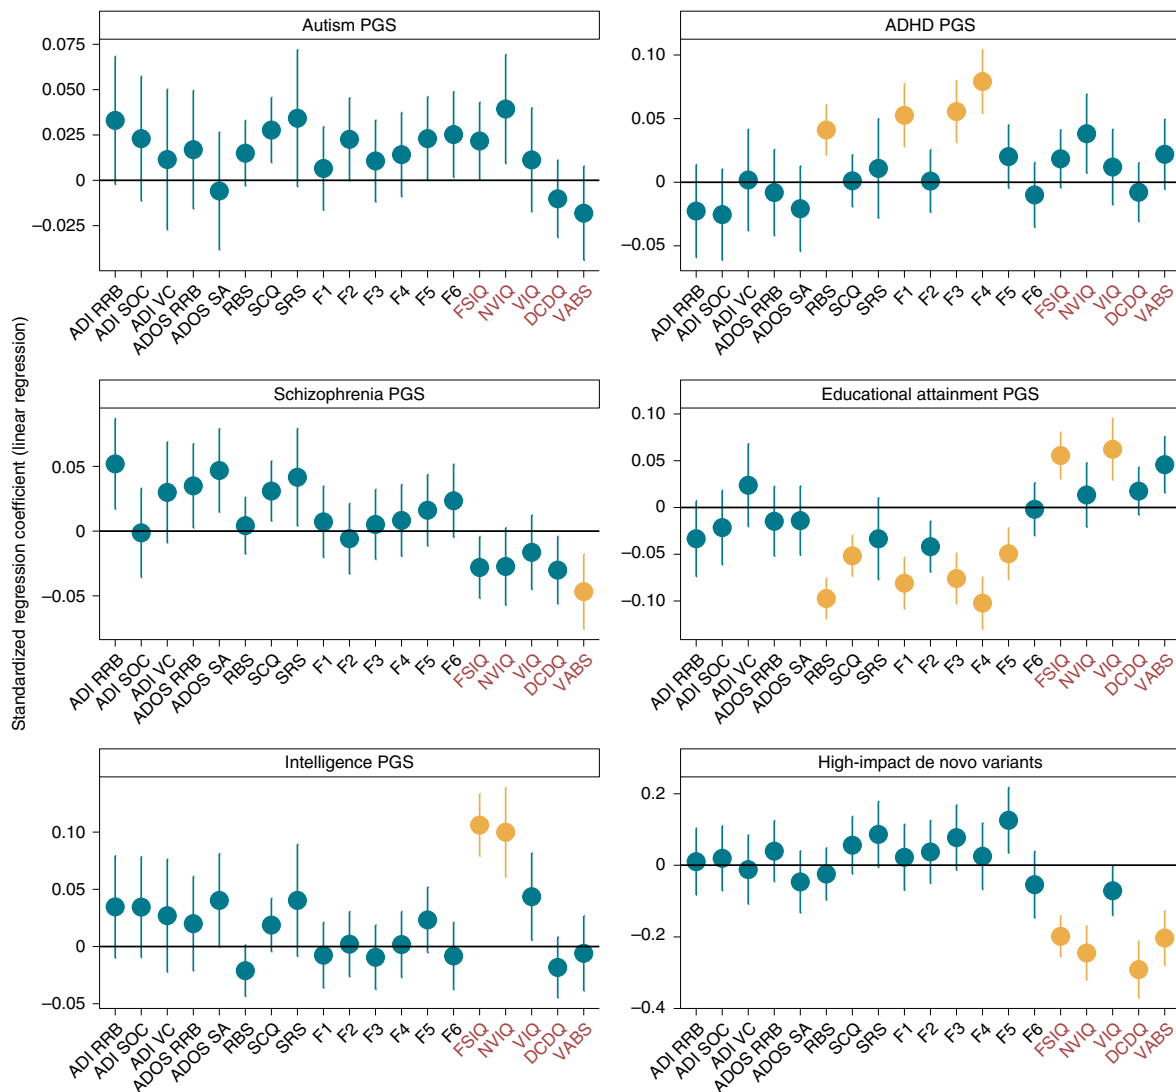 Standardized regression coefficient (linear regression)
Autism PGS
0.075
0.050
0.025
0
−0.025
ADI RRB
ADI SOC
ADI VC
ADOS RRB
ADOS SA
RBS
SCQ
SRS
F1
F2
F3
F4
F5
F6
FSIQ
NVIQ
VIQ
DCDQ
VABS
ADHD PGS
0.10
0.05
0
−0.05
ADI RRB
ADI SOC
ADI VC
ADOS RRB
ADOS SA
RBS
SCQ
SRS
F1
F2
F3
F4
F5
F6
FSIQ
NVIQ
VIQ
DCDQ
VABS
Schizophrenia PGS
0.05
0
−0.05
ADI RRB
ADI SOC
ADI VC
ADOS RRB
ADOS SA
RBS
SCQ
SRS
F1
F2
F3
F4
F5
F6
FSIQ
NVIQ
VIQ
DCDQ
VABS
Educational attainment PGS
0.10
0.05
0
−0.05
−0.10
ADI RRB
ADI SOC
ADI VC
ADOS RRB
ADOS SA
RBS
SCQ
SRS
F1
F2
F3
F4
F5
F6
FSIQ
NVIQ
VIQ
DCDQ
VABS
Intelligence PGS
0.10
0.05
0
−0.05
ADI RRB
ADI SOC
ADI VC
ADOS RRB
ADOS SA
RBS
SCQ
SRS
F1
F2
F3
F4
F5
F6
FSIQ
NVIQ
VIQ
DCDQ
VABS
High-impact de novo variants
0.2
0
−0.2
−0.4
ADI RRB
ADI SOC
ADI VC
ADOS RRB
ADOS SA
RBS
SCQ
SRS
F1
F2
F3
F4
F5
F6
FSIQ
NVIQ
VIQ
DCDQ
VABS